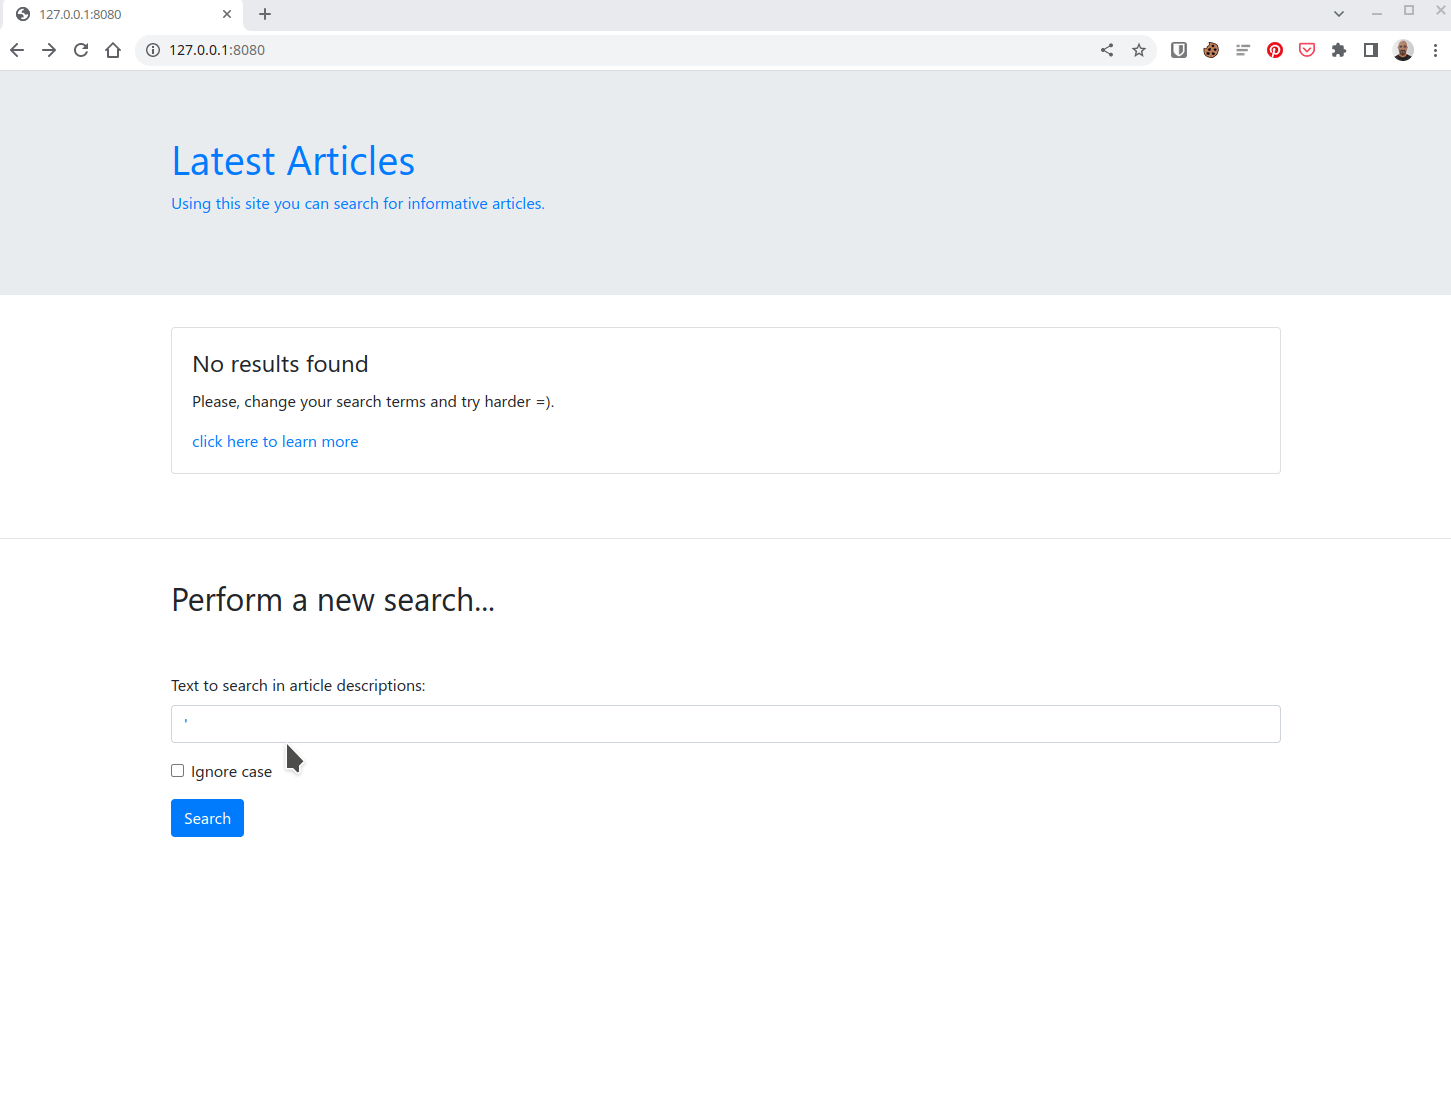 127.0.0.1:8080
127.0.0.1:8080
Latest Articles
Using this site you can search for informative articles.
No results found
Please, change your search terms and try harder =).
click here to learn more
Perform a new search...
Text to search in article descriptions:
'
Ignore case
Search